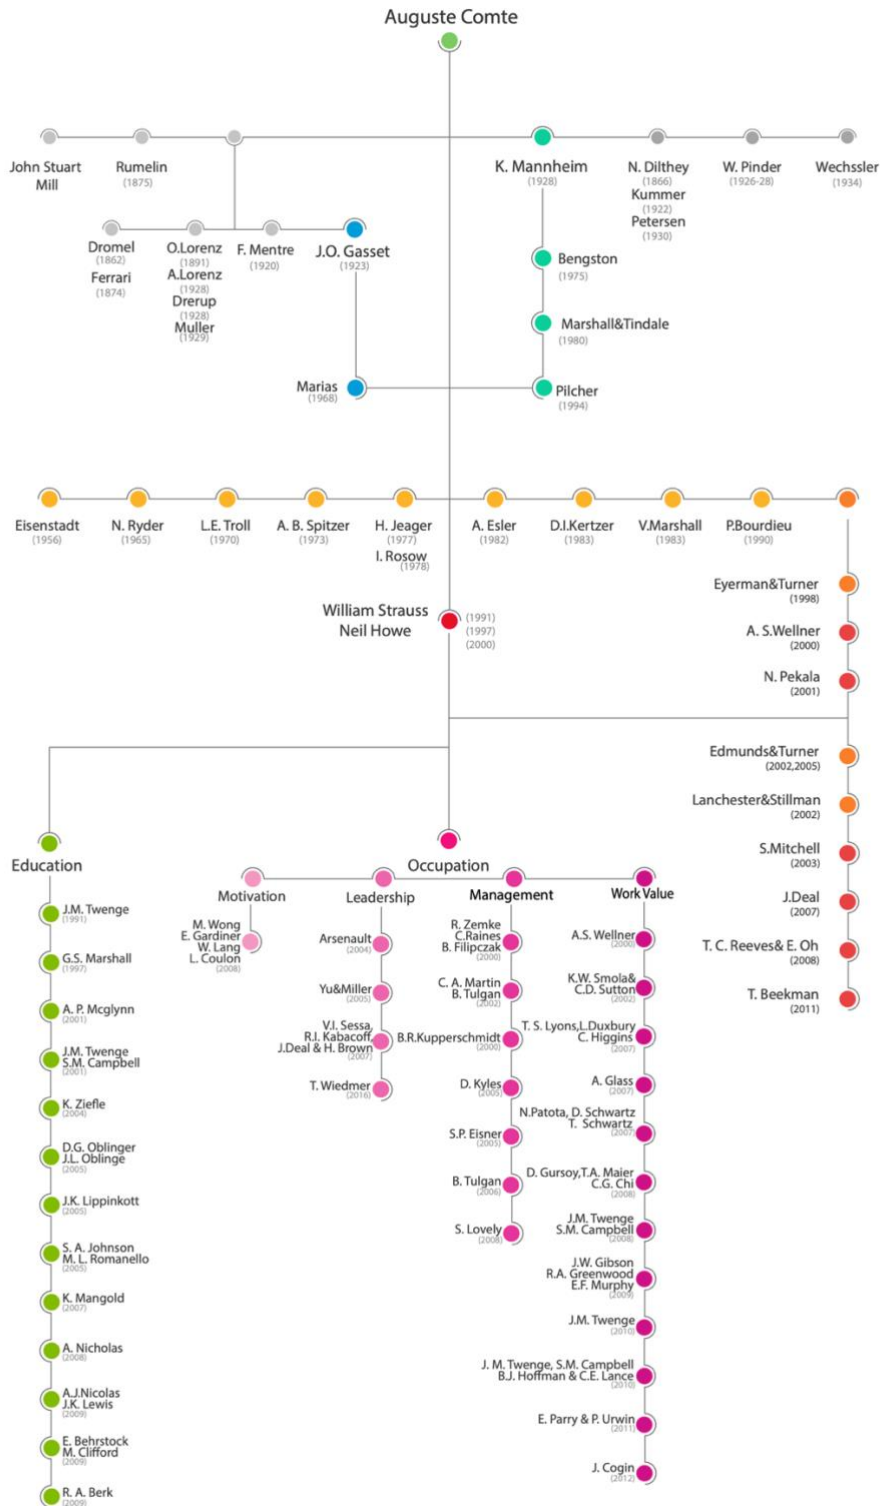 Auguste Comte
John Stuart
Mill
Rumelin
(1875)
K. Mannheim
(1928)
N. Dilthey
(1866)
Kummer
(1922)
Petersen
(1930)
W. Pinder
(1926-28)
Wechssler
(1934)
Dromel
(1862)
Ferrari
(1874)
O.Lorenz
(1891)
A.Lorenz
(1928)
Drerup
(1928)
Muller
(1929)
F. Mentre
(1920)
J.O. Gasset
(1923)
Bengston
(1975)
Marshall&Tindale
(1980)
Marias
(1968)
Pilcher
(1994)
Eisenstadt
(1956)
N. Ryder
(1965)
L.E. Troll
(1970)
A. B. Spitzer
(1973)
H. Jeager
(1977)
I. Rosow
(1978)
A. Esler
(1982)
D.I.Kertzer
(1983)
V.Marshall
(1983)
P.Bourdieu
(1990)
Eyerman&Turner
(1998)
William Strauss
Neil Howe
(1991)
(1997)
(2000)
A. S.Wellner
(2000)
N. Pekala
(2001)
Edmunds&Turner
(2002,2005)
Lanchester&Stillman
(2002)
S.Mitchell
(2003)
J.Deal
(2007)
T. C. Reeves& E. Oh
(2008)
T. Beekman
(2011)
Education
J.M. Twenge
(1991)
G.S. Marshall
(1997)
A. P. Mcglynn
(2001)
J.M. Twenge
S.M. Campbell
(2001)
K. Ziefle
(2004)
D.G. Oblinger
J.L. Oblinge
(2005)
J.K. Lippinkott
(2005)
S. A. Johnson
M. L. Romanello
(2005)
K. Mangold
(2007)
A. Nicholas
(2008)
A.J.Nicolas
J.K. Lewis
(2009)
E. Behrstock
M. Clifford
(2009)
R. A. Berk
(2009)
Occupation
Motivation
M. Wong
E. Gardiner
W. Lang
L. Coulon
(2008)
Leadership
Arsenault
(2004)
Yu&Miller
(2005)
V.I. Sessa,
R.I. Kabacoff,
J.Deal & H. Brown
(2007)
T. Wiedmer
(2016)
Management
R. Zemke
C.Raines
B. Filipczak
(2000)
C. A. Martin
B. Tulgan
(2002)
B.R.Kupperschmidt
(2000)
D. Kyles
(2005)
S.P. Eisner
(2005)
B. Tulgan
(2006)
S. Lovely
(2008)
Work Value
A.S. Wellner
(2000)
K.W. Smola&
C.D. Sutton
(2002)
T. S. Lyons,L.Duxbury
C. Higgins
(2007)
A. Glass
(2007)
N.Patota, D. Schwartz
T. Schwartz
(2007)
D. Gursoy,T.A. Maier
C.G. Chi
(2008)
J.M. Twenge
S.M. Campbell
(2008)
J.W. Gibson
R.A. Greenwood
E.F. Murphy
(2009)
J.M. Twenge
(2010)
J. M. Twenge, S.M. Campbell
B.J. Hoffman & C.E. Lance
(2010)
E. Parry & P. Urwin
(2011)
J. Cogin
(2012)